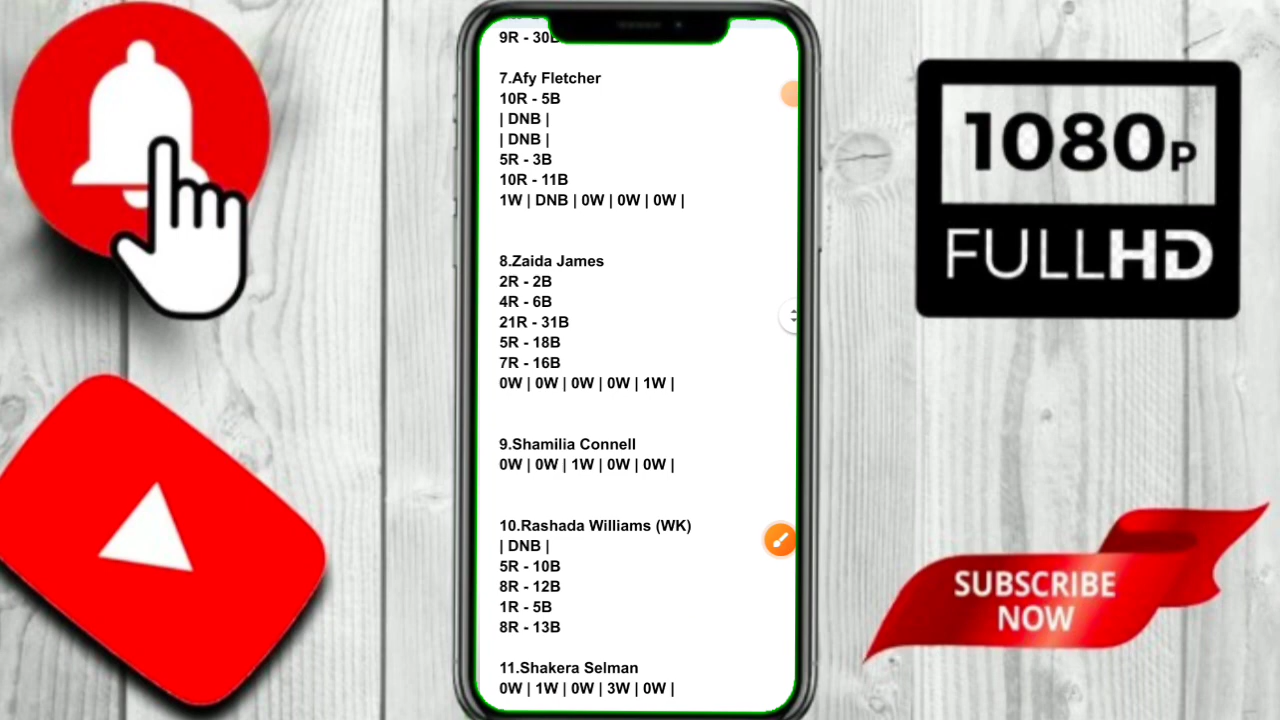 9R - 30B
7.Afy Fletcher
10R - 5B
| DNB |
| DNB |
5R - 3B
10R - 11B
1W | DNB | 0W | 0W | 0W |
8.Zaida James
2R - 2B
4R - 6B
21R - 31B
5R - 18B
7R - 16B
0W | 0W | 0W | 0W | 1W |
9.Shamilia Connell
0W | 0W | 1W | 0W | 0W |
10.Rashada Williams (WK)
| DNB |
5R - 10B
8R - 12B
1R - 5B
8R - 13B
11.Shakera Selman
0W | 1W | 0W | 3W | 0W |
1080P
FULLHD
SUBSCRIBE
NOW